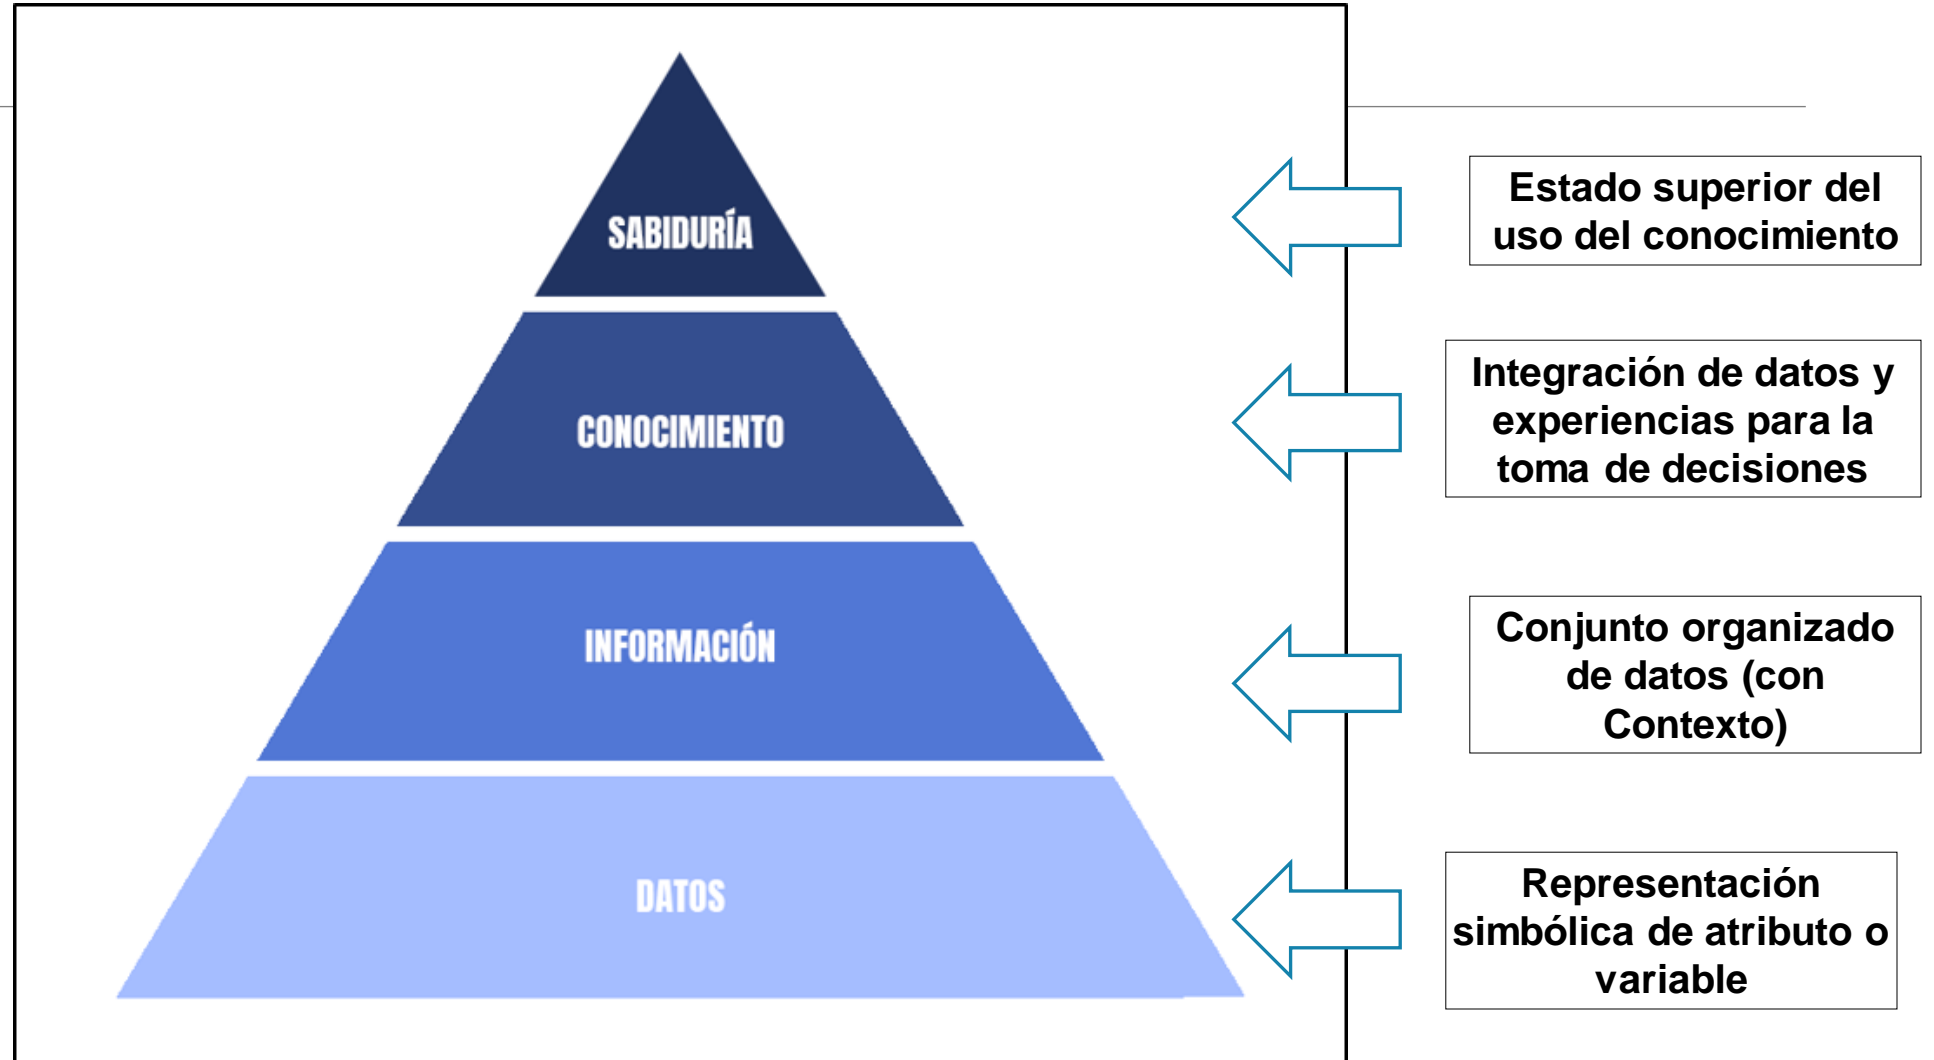 SABIDURÍA
Estado superior del
uso del conocimiento
CONOCIMIENTO
Integración de datos y
experiencias para la
toma de decisiones
INFORMACIÓN
Conjunto organizado
de datos (con
Contexto)
DATOS
Representación
simbólica de atributo o
variable